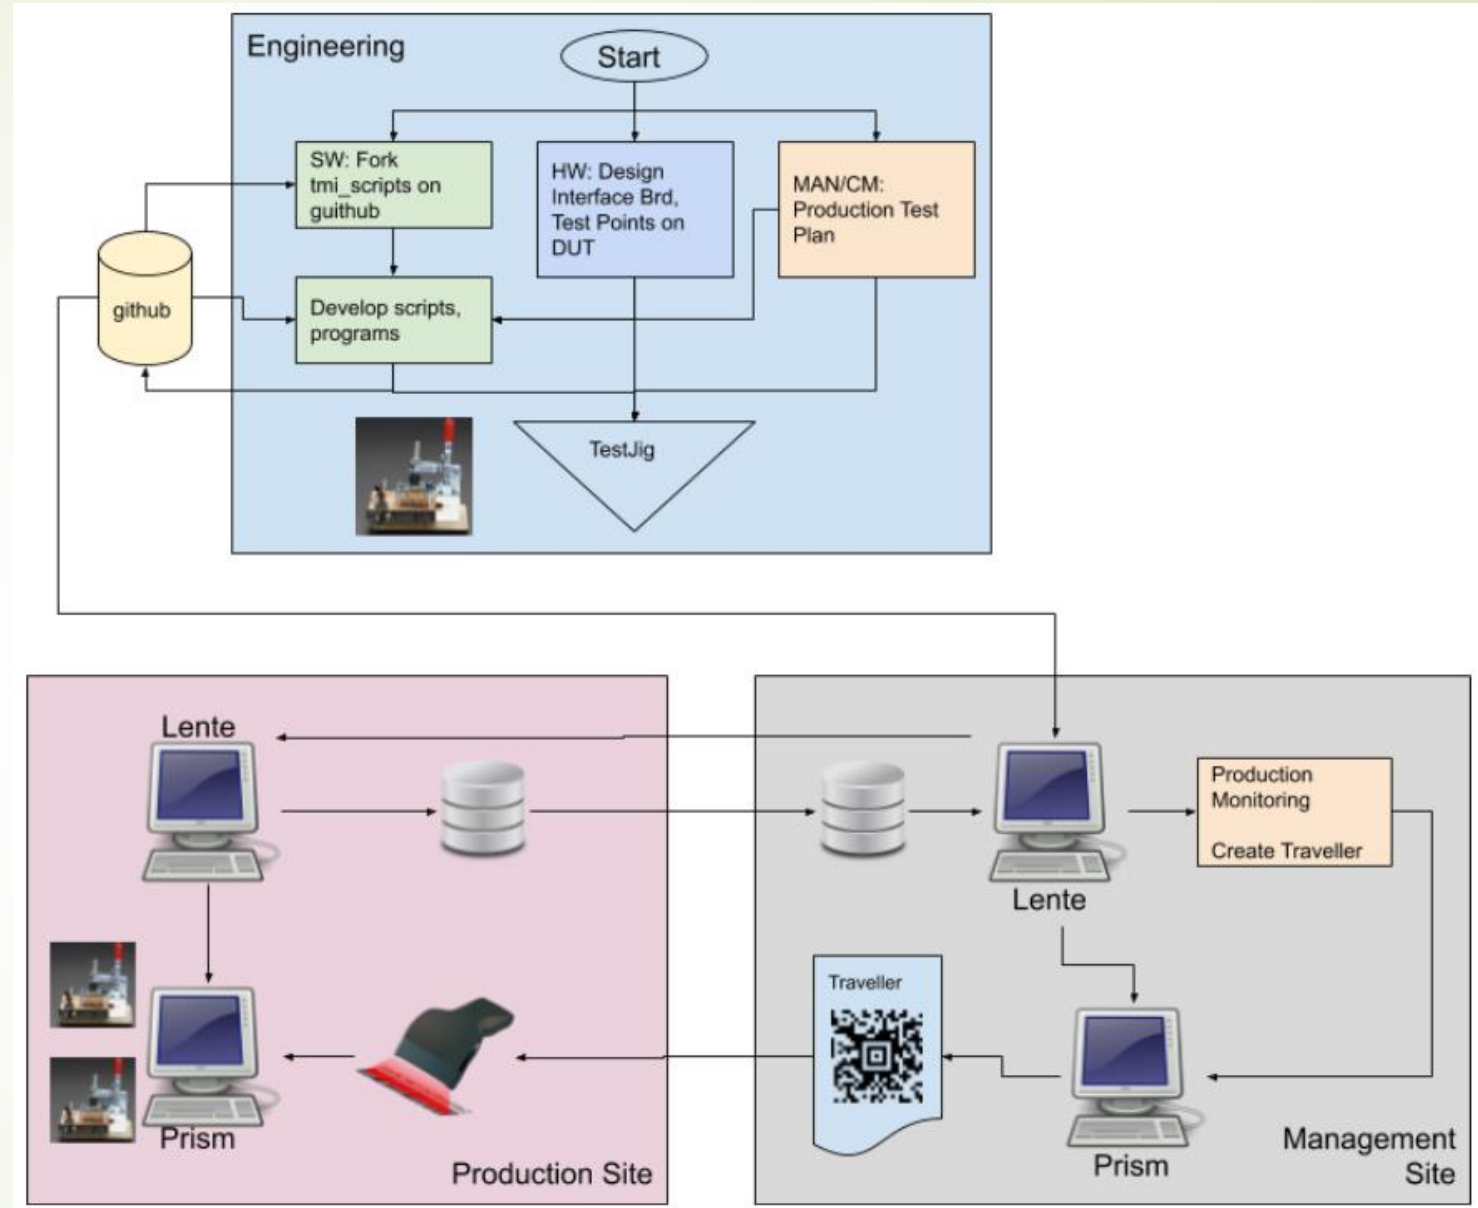 Engineering
Start
SW: Fork
tmi_scripts on
guithub
HW: Design
Interface Brd,
Test Points on
DUT
MAN/CM:
Production Test
Plan
github
Develop scripts,
programs
TestJig
Lente
Production
Monitoring
Create Traveller
Lente
Traveller
Prism
Production Site
Prism
Management
Site